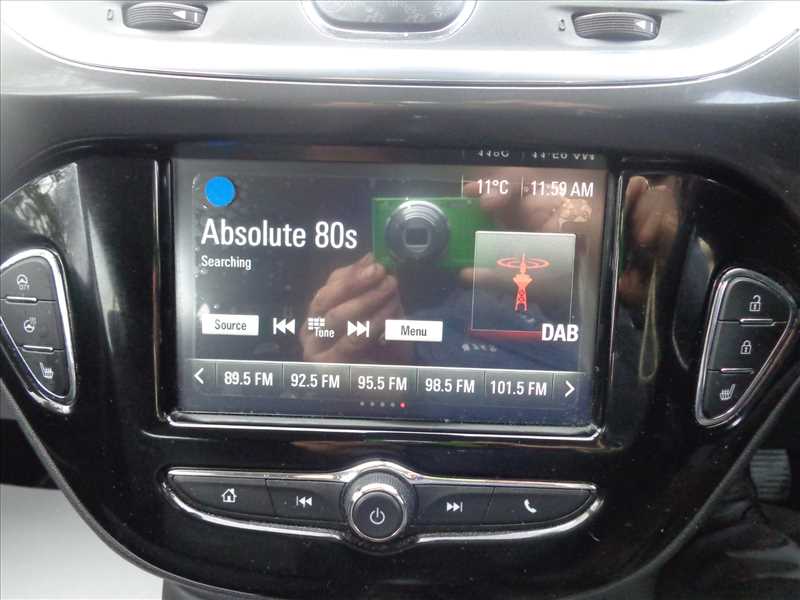 11°C 11:59 AM
Absolute 80s
Searching
Source Tone Menu
DAB
89.5 FM 92.5 FM 95.5 FM 98.5 FM 101.5 FM